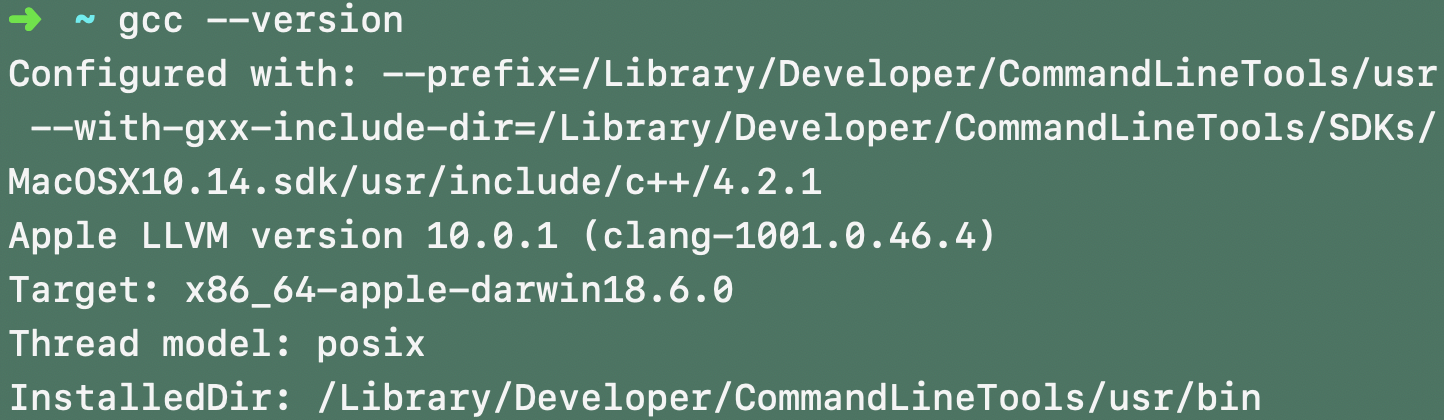 ➜ ~ gcc --version
Configured with: --prefix=/Library/Developer/CommandLineTools/usr
--with-gxx-include-dir=/Library/Developer/CommandLineTools/SDKs/
MacOSX10.14.sdk/usr/include/c++/4.2.1
Apple LLVM version 10.0.1 (clang-1001.0.46.4)
Target: x86_64-apple-darwin18.6.0
Thread model: posix
InstalledDir: /Library/Developer/CommandLineTools/usr/bin